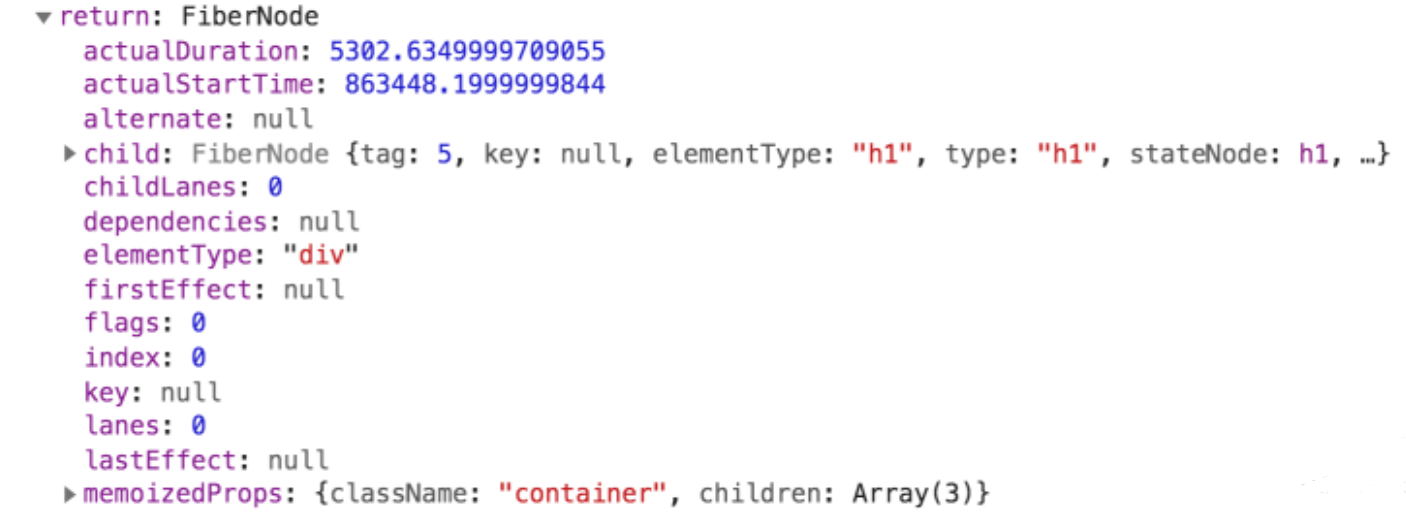 ▼return: FiberNode
actualDuration: 5302.6349999709055
actualStartTime: 863448.1999999844
alternate: null
▶child: FiberNode {tag: 5, key: null, elementType: "h1", type: "h1", stateNode: h1, …}
childLanes: 0
dependencies: null
elementType: "div"
firstEffect: null
flags: 0
index: 0
key: null
lanes: 0
lastEffect: null
▶memoizedProps: {className: "container", children: Array(3)}